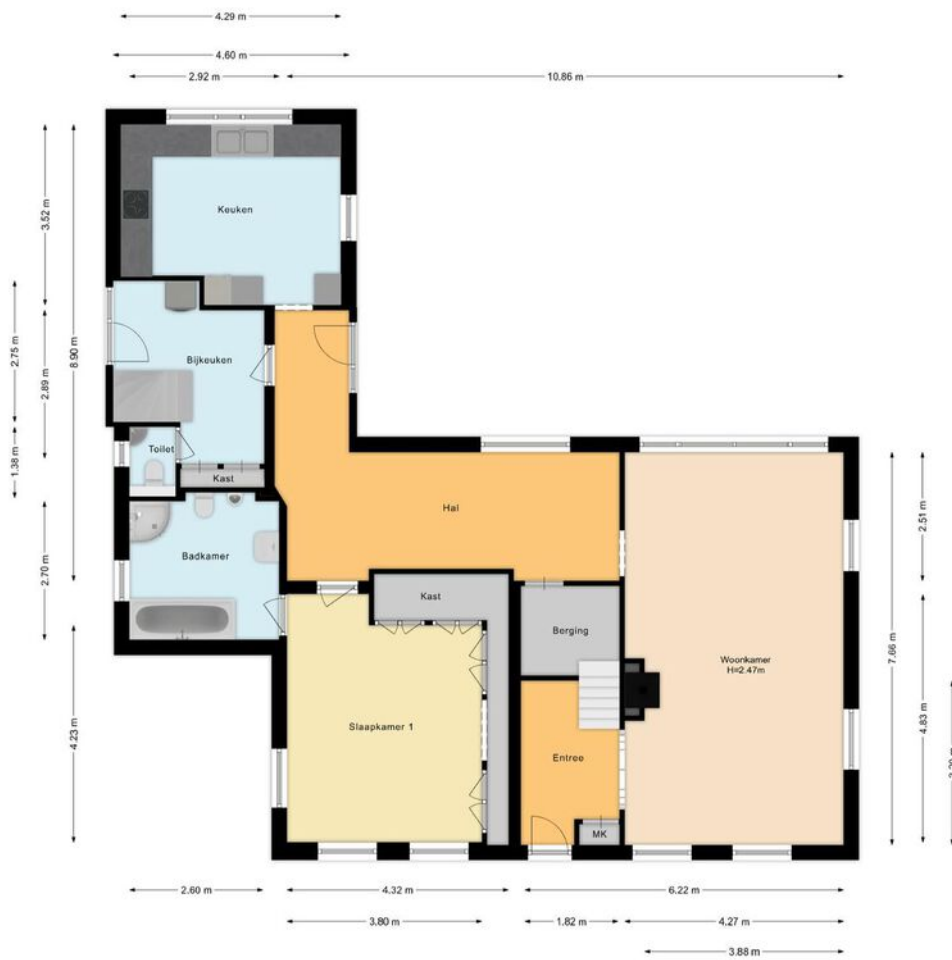 4.29 m
4.60 m
2.92 m
10.86 m
Keuken
3.52 m
8.90 m
2.75 m
Bijkeuken
2.89 m
Toilet
1.38 m
Kast
Hal
Badkamer
2.51 m
2.70 m
Kast
Berging
Woonkamer
H=2.47m
7.66 m
4.83 m
Slaapkamer 1
4.23 m
Entree
MK
2.60 m
4.32 m
6.22 m
3.80 m
1.82 m
4.27 m
3.88 m